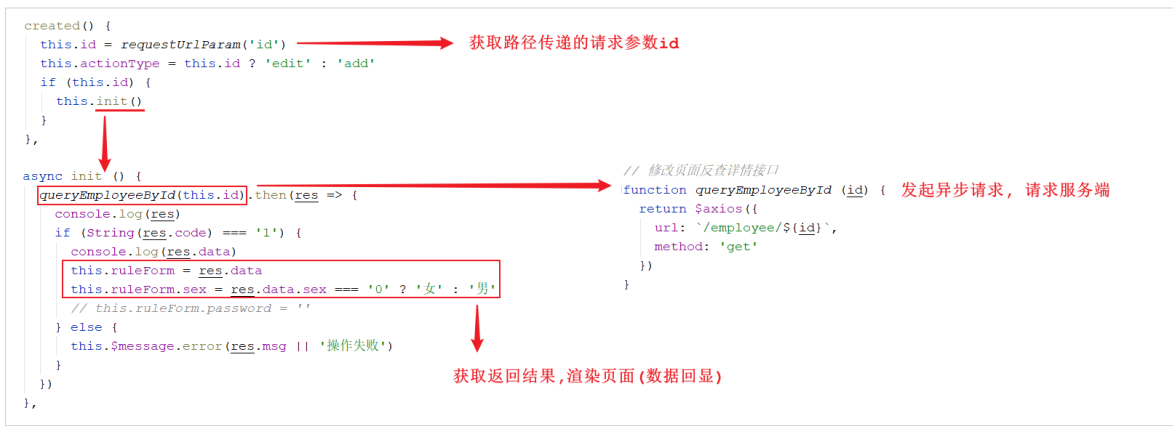 created() {
this.id = requestUrlParam('id')
获取路径传递的请求参数id
this.actionType = this.id ? 'edit' : 'add'
if (this.id) {
this.init()
}
},
async init () {
queryEmployeeById(this.id).then(res => {
console.log(res)
if (String(res.code) === '1') {
console.log(res.data)
this.ruleForm = res.data
this.ruleForm.sex = res.data.sex === '0' ? '女' : '男'
// this.ruleForm.password = ''
} else {
this.$message.error(res.msg || '操作失败')
}
})
},
// 修改页面反查详情接口
function queryEmployeeById (id) {
发起异步请求, 请求服务端
return $axios({
url: `/employee/${id}`,
method: 'get'
})
}
获取返回结果,渲染页面(数据回显)